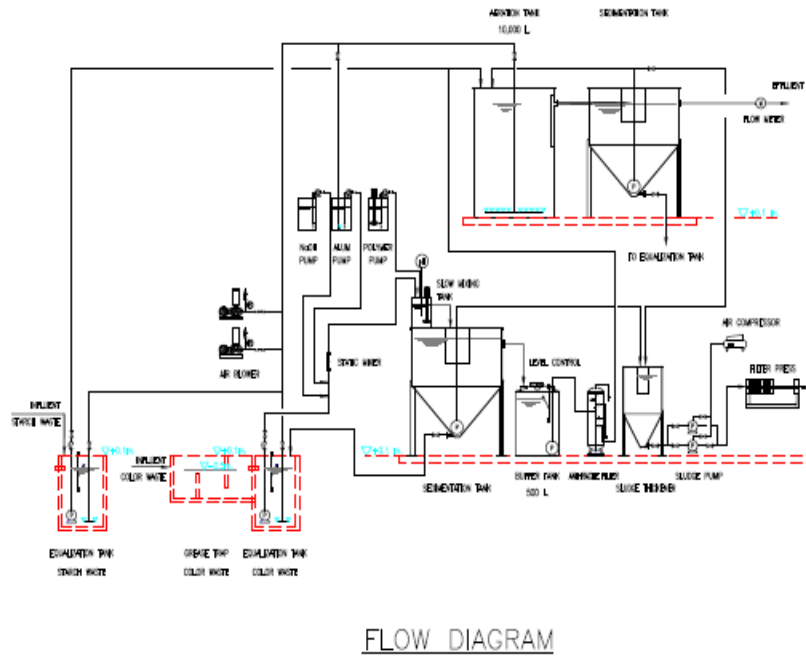 AERATION TANK
10,000 L
SEDIMENTATION TANK
EFFLUENT
FLOW METER
NaOH
PUMP
ALUM
PUMP
POLYMER
PUMP
TO EQUALIZATION TANK
SLOW MIXING
TANK
AIR COMPRESSOR
STATIC MIXER
LEVEL CONTROL
FILTER PRESS
AIR BLOWER
INFLUENT
STARCH WASTE
INFLUENT
COLOR WASTE
SEDIMENTATION TANK
BUFFER TANK
500 L
SLUDGE THICKENER
SLUDGE PUMP
EQUALIZATION TANK
STARCH WASTE
GREASE TRAP
COLOR WASTE
EQUALIZATION TANK
COLOR WASTE
FLOW DIAGRAM